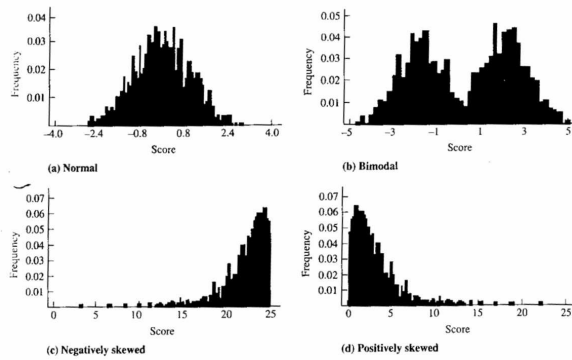 0.04
0.03
0.02
0.01
Frequency
-4.0 -2.4 -0.8 0.8 2.4 4.0
Score
(a) Normal
0.05
0.04
0.03
0.02
0.01
Frequency
-5 -3 -1 1 3 5
Score
(b) Bimodal
0.07
0.06
0.05
0.04
0.03
0.02
0.01
Frequency
0 5 10 15 20 25
Score
(c) Negatively skewed
0.07
0.06
0.05
0.04
0.03
0.02
0.01
Frequency
0 5 10 15 20 25
Score
(d) Positively skewed